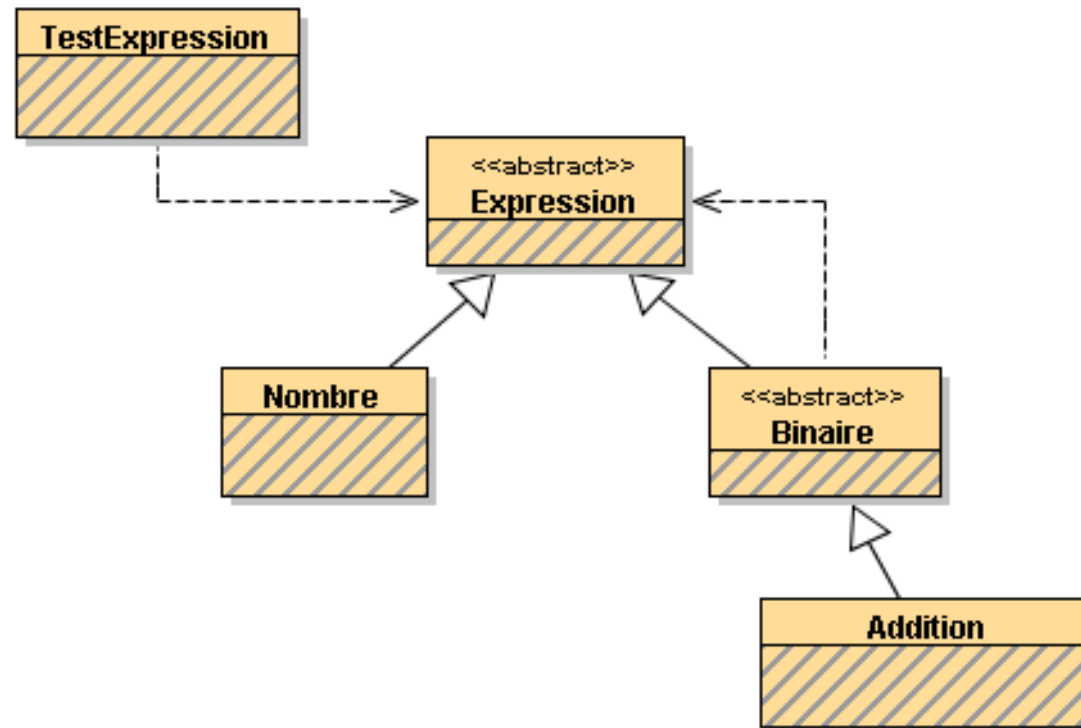 TestExpression
<<abstract>>
Expression
Nombre
<<abstract>>
Binaire
Addition